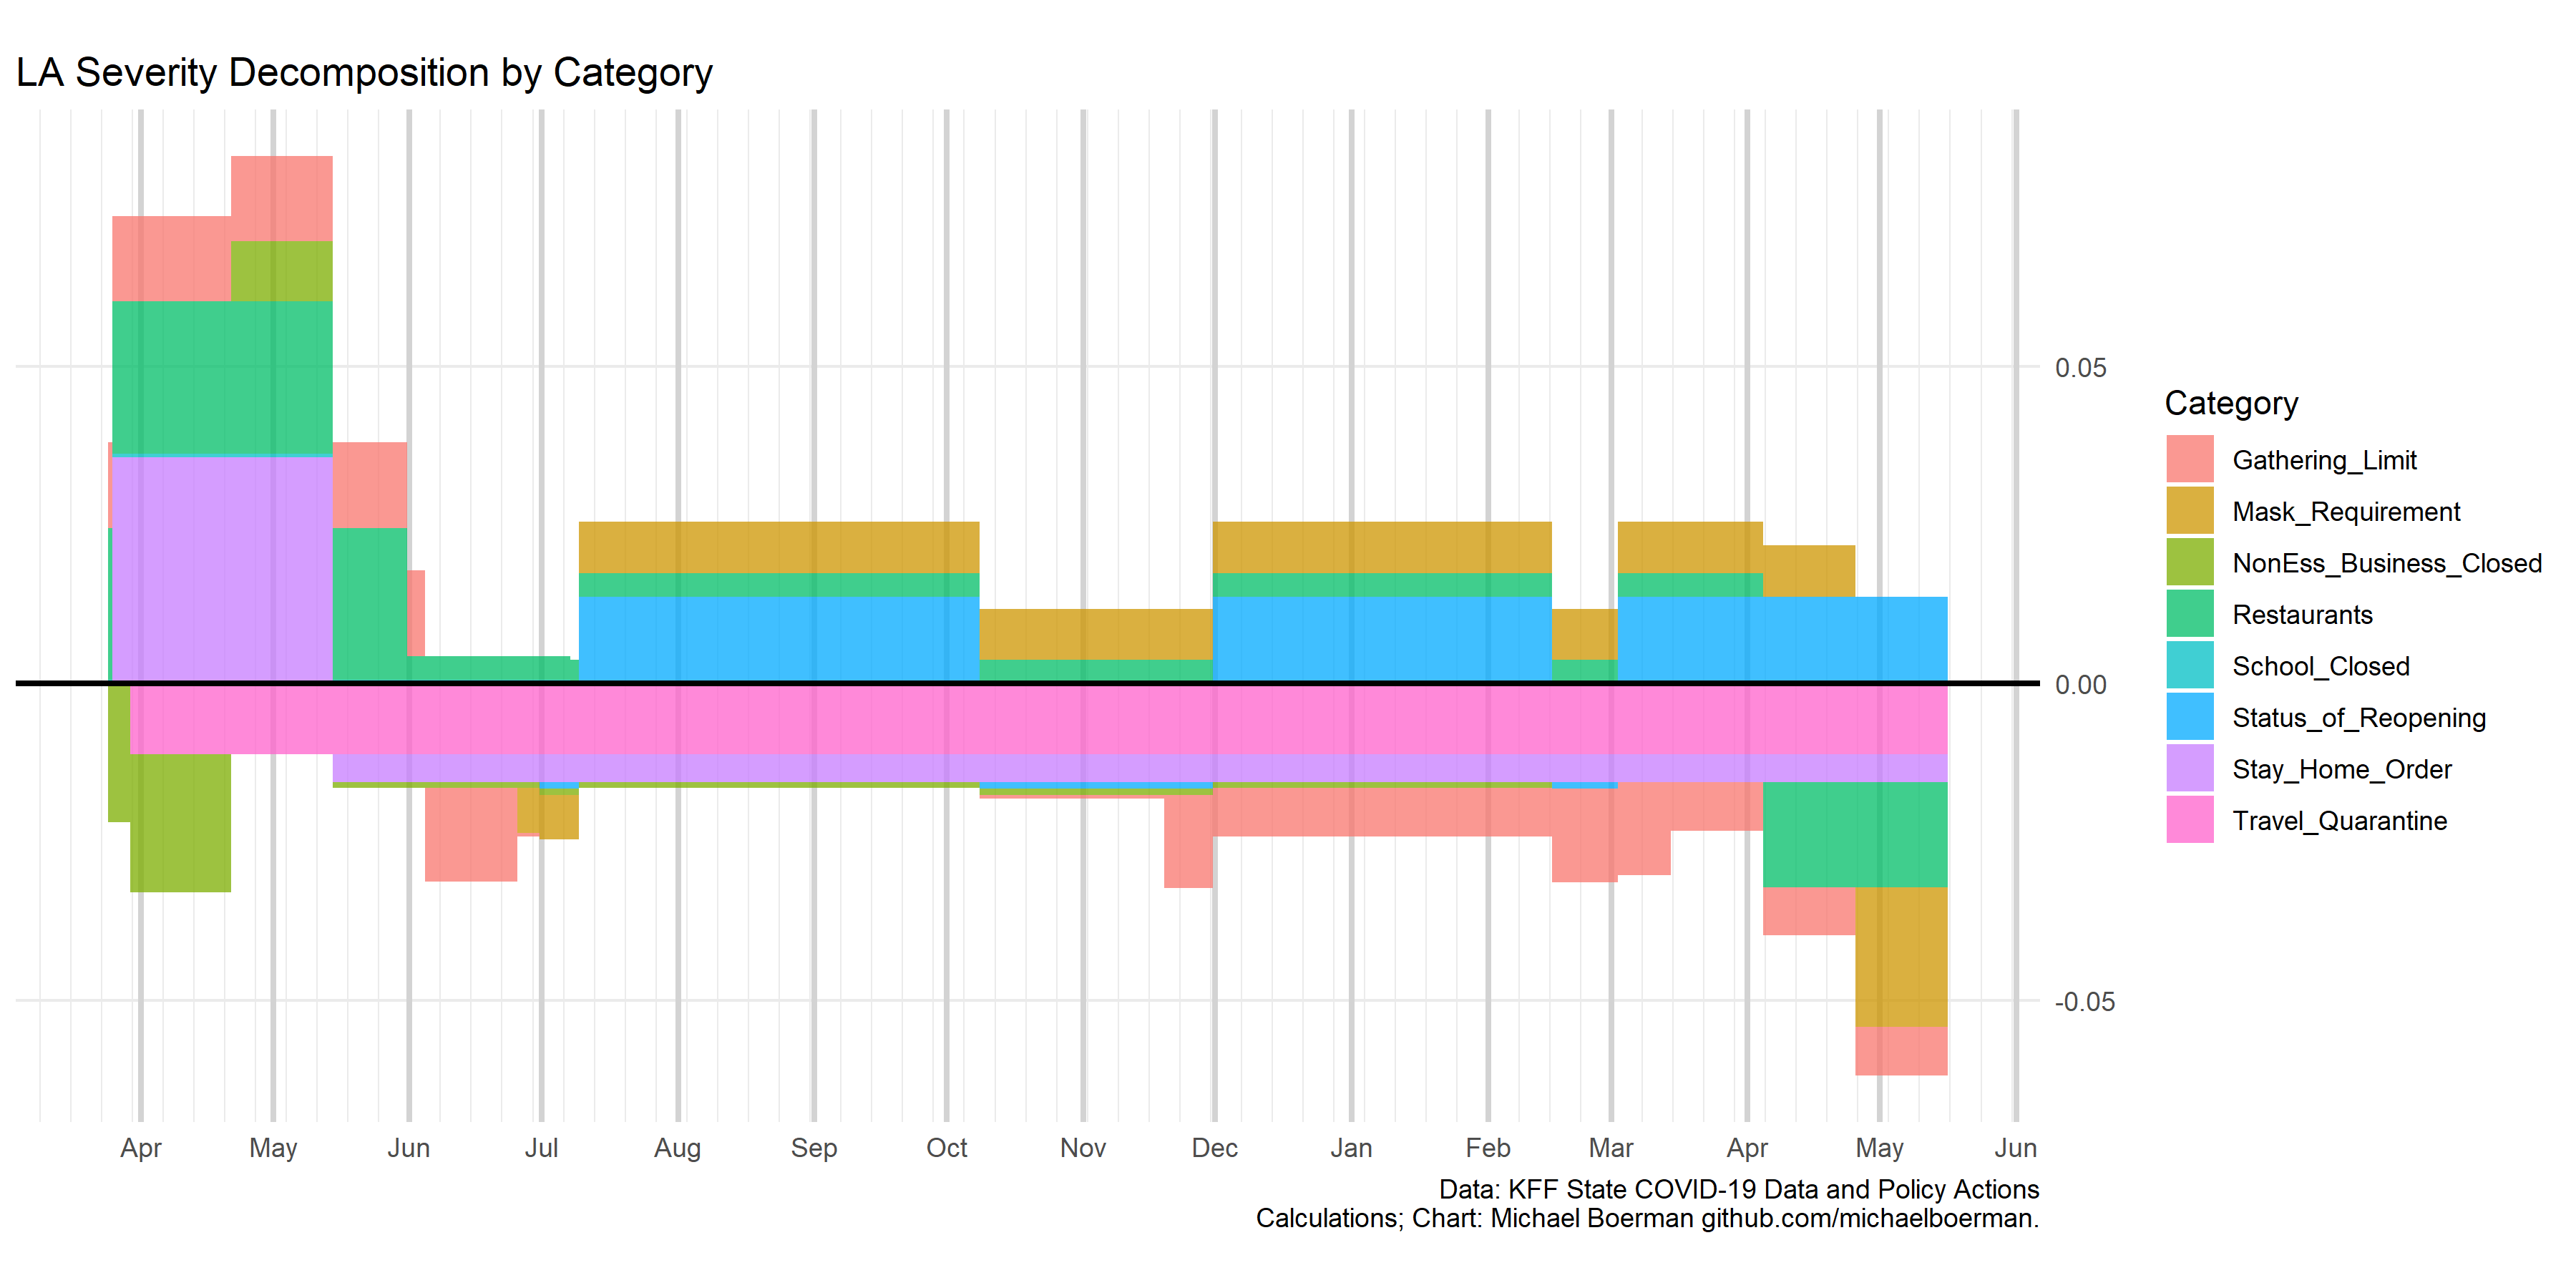 LA Severity Decomposition by Category
0.05
0.00
-0.05
Category
Gathering_Limit
Mask_Requirement
NonEss_Business_Closed
Restaurants
School_Closed
Status_of_Reopening
Stay_Home_Order
Travel_Quarantine
Apr May Jun Jul Aug Sep Oct Nov Dec Jan Feb Mar Apr May Jun
Data: KFF State COVID-19 Data and Policy Actions
Calculations; Chart: Michael Boerman github.com/michaelboerman.